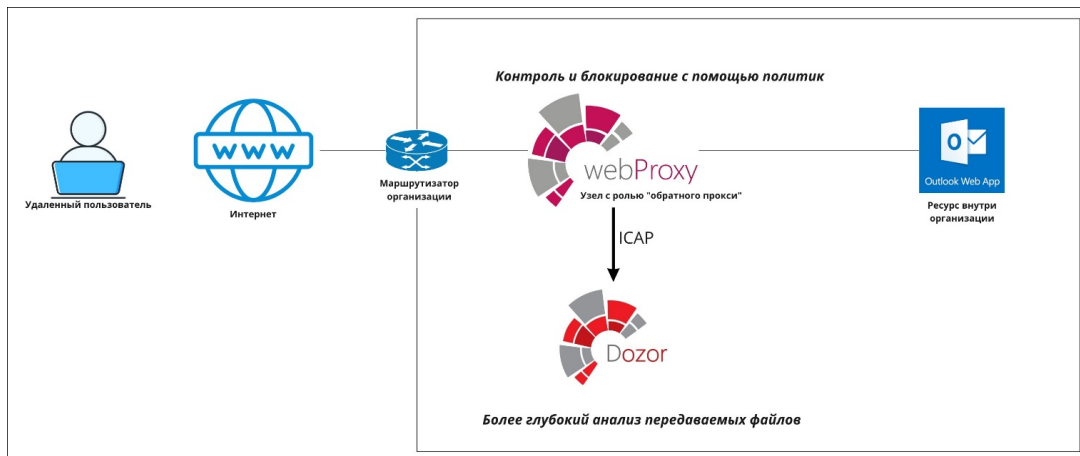 Контроль и блокирование с помощью политик
WWW
webProxy
Узел с ролью "обратного прокси"
Outlook Web App
Маршрутизатор
организации
Удаленный пользователь
Интернет
Ресурс внутри
организации
ICAP
Dozor
Более глубокий анализ передаваемых файлов